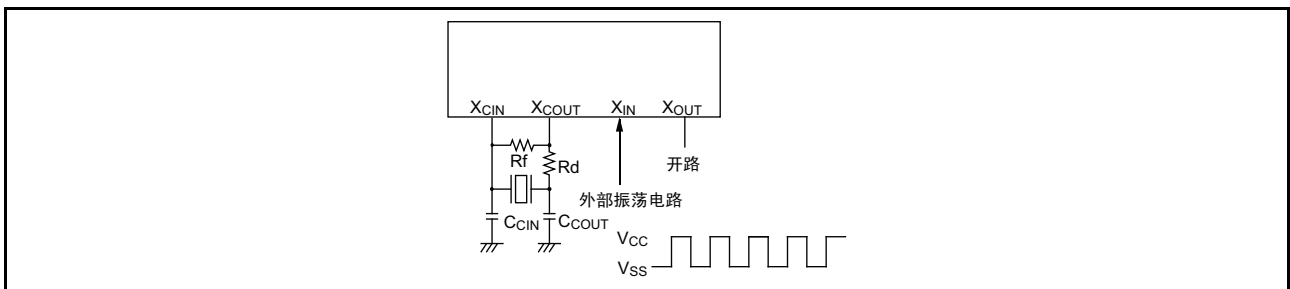 XCIN XCOUT XIN XOUT
Rf Rd 开路
外部振荡电路
CCIN CCOUT
VCC
VSS